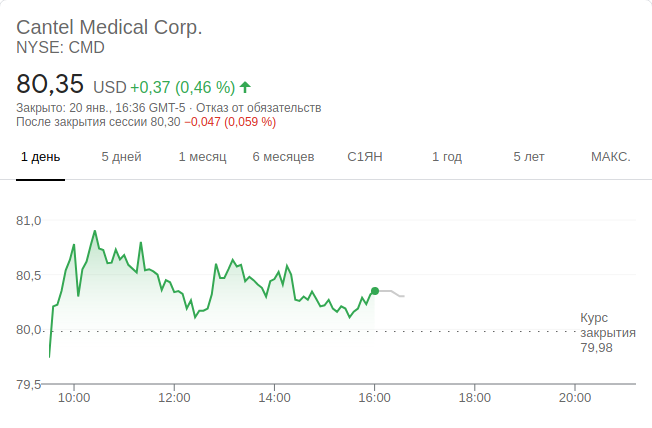 Cantel Medical Corp.
NYSE: CMD
80,35 USD +0,37 (0,46 %)
Закрыто: 20 янв., 16:36 GMT-5 · Отказ от обязательств
После закрытия сессии 80,30 −0,047 (0,059 %)
1 день 5 дней 1 месяц 6 месяцев С1ЯН 1 год 5 лет МАКС.
81,0
80,5
80,0
Курс
закрытия
79,98
79,5
10:00 12:00 14:00 16:00 18:00 20:00